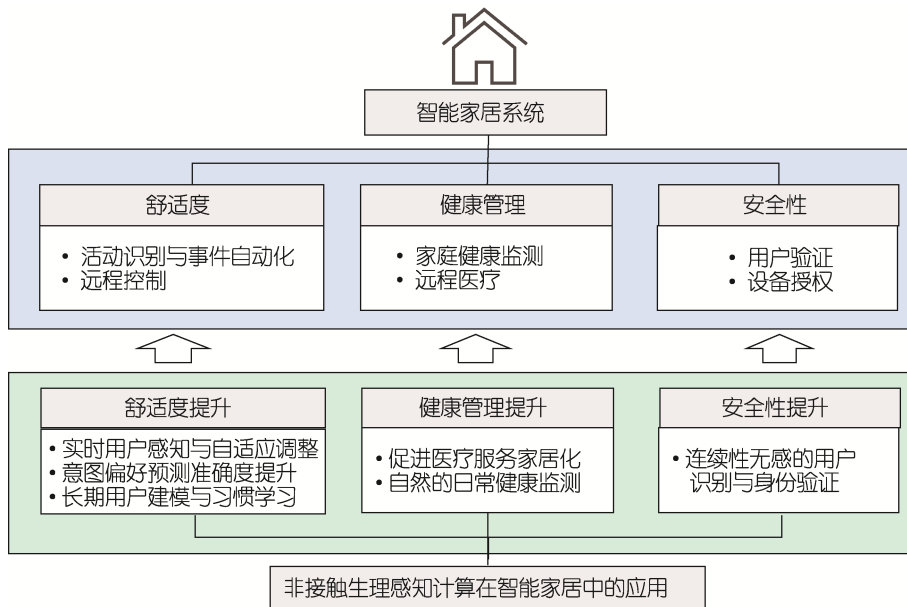 智能家居系统
舒适度
• 活动识别与事件自动化
• 远程控制
健康管理
• 家庭健康监测
• 远程医疗
安全性
• 用户验证
• 设备授权
舒适度提升
• 实时用户感知与自适应调整
• 意图偏好预测准确度提升
• 长期用户建模与习惯学习
健康管理提升
• 促进医疗服务家居化
• 自然的日常健康监测
安全性提升
• 连续性无感的用户
识别与身份验证
非接触生理感知计算在智能家居中的应用